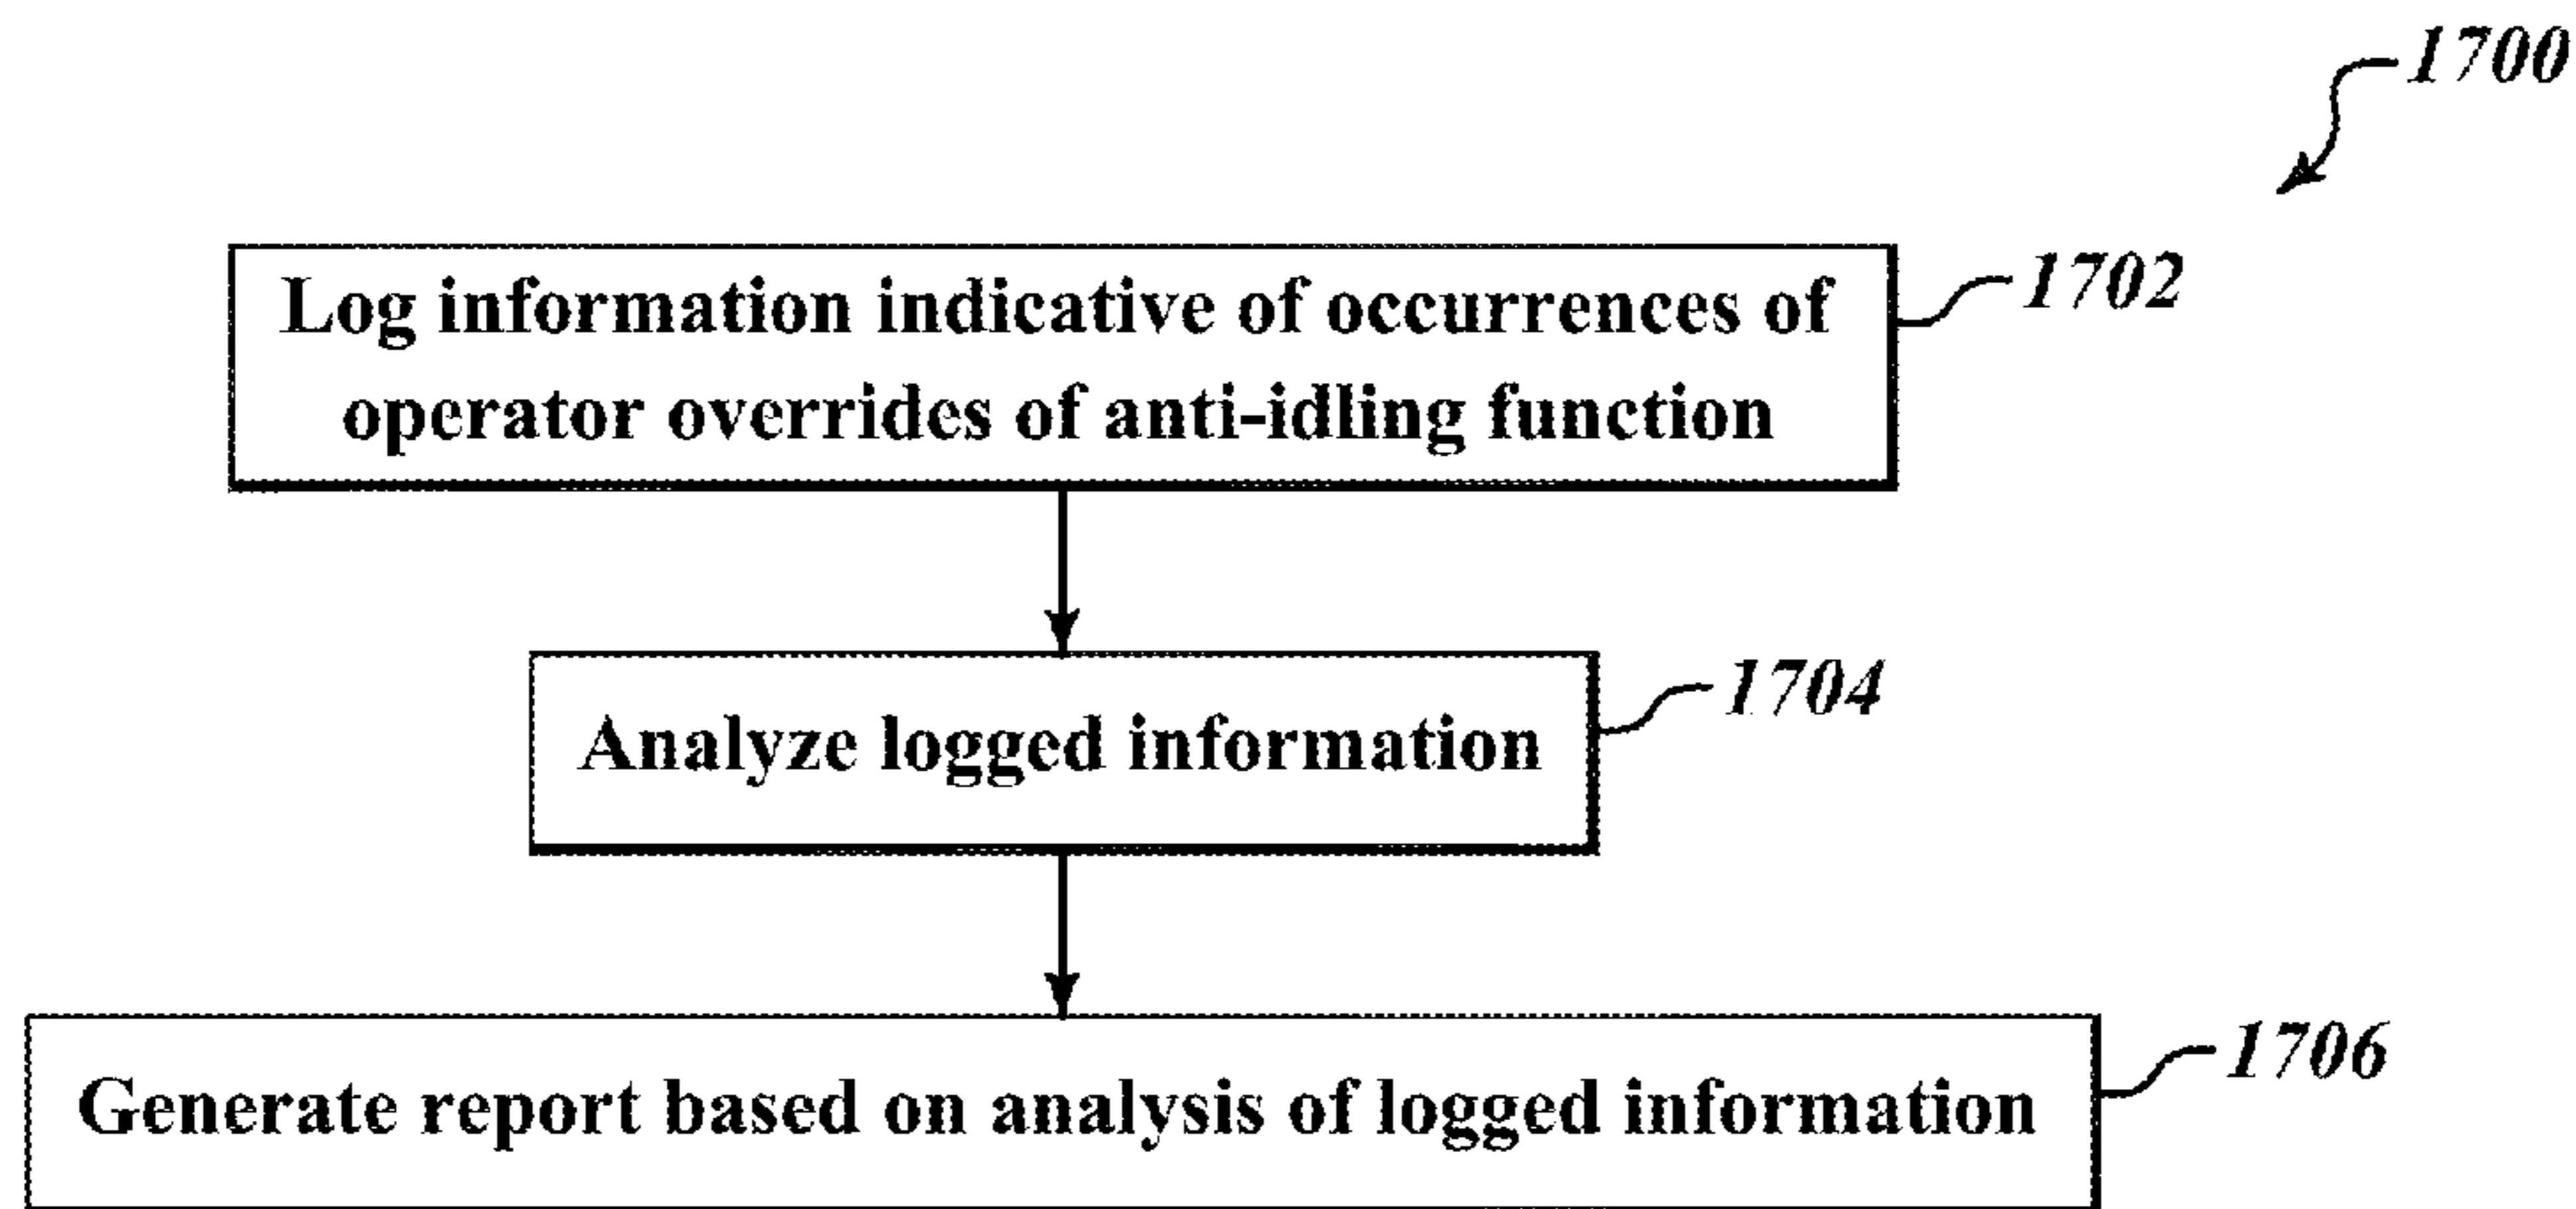 1700
Log information indicative of occurrences of
operator overrides of anti-idling function
1702
Analyze logged information
1704
Generate report based on analysis of logged information
1706